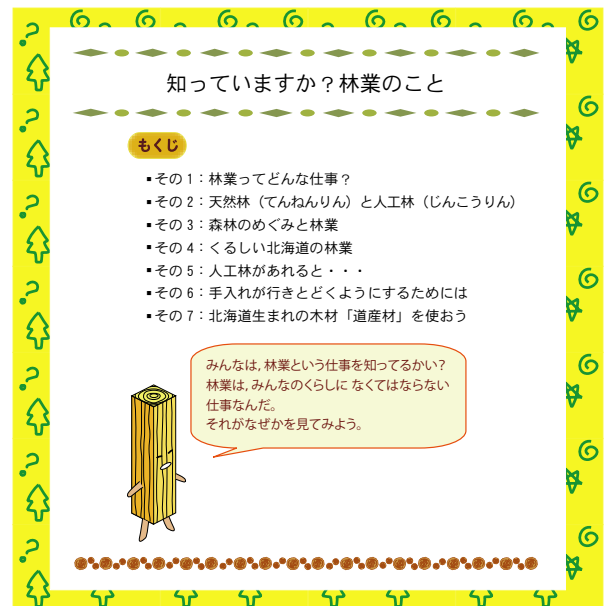 知っていますか？林業のこと
もくじ
▪その1：林業ってどんな仕事？
▪その2：天然林（てんねんりん）と人工林（じんこうりん）
▪その3：森林のめぐみと林業
▪その4：くるしい北海道の林業
▪その5：人工林があれると・・・
▪その6：手入れが行きとどくようにするためには
▪その7：北海道生まれの木材「道産材」を使おう
みんなは,林業という仕事を知ってるかい？
林業は,みんなのくらしに なくてはならない
仕事なんだ。
それがなぜかを見てみよう。